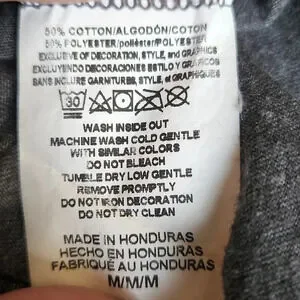 50% COTTON/ALGODÓN/COTON
50% POLYESTER/poliéster/POLYESTER
EXCLUSIVE OF DECORATION, STYLE, and GRAPHICS
EXCLUYENDO DECORACIONES ESTILO y GRAFICOS
SANS INCLURE GARNITURES, STYLE, et GRAPHIQUES
30
WASH INSIDE OUT
MACHINE WASH COLD GENTLE
WITH SIMILAR COLORS
DO NOT BLEACH
TUMBLE DRY LOW GENTLE
REMOVE PROMPTLY
DO NOT IRON DECORATION
DO NOT DRY CLEAN
MADE IN HONDURAS
HECHO EN HONDURAS
FABRIQUÉ AU HONDURAS
M/M/M